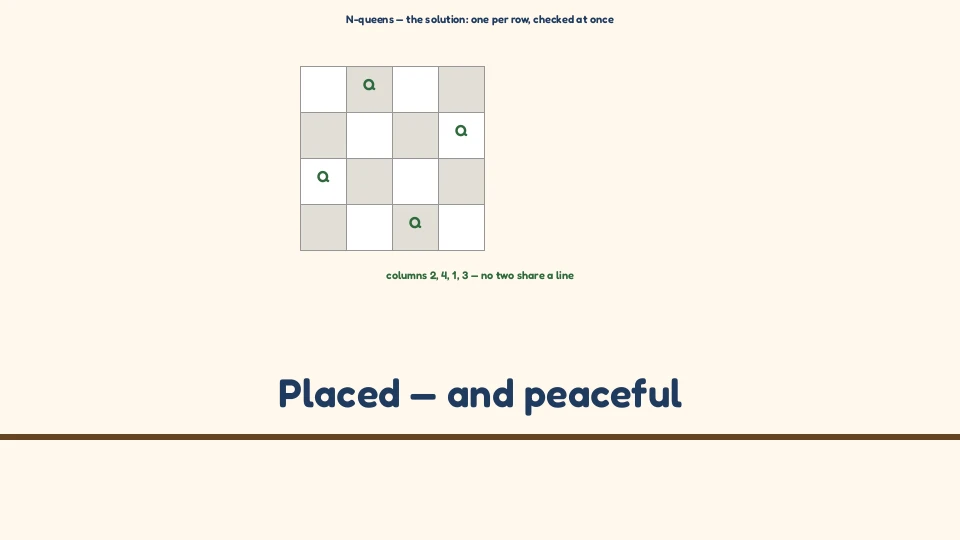 N-queens — the solution: one per row, checked at once
Q
Q
Q
Q
columns 2, 4, 1, 3 — no two share a line
Placed — and peaceful